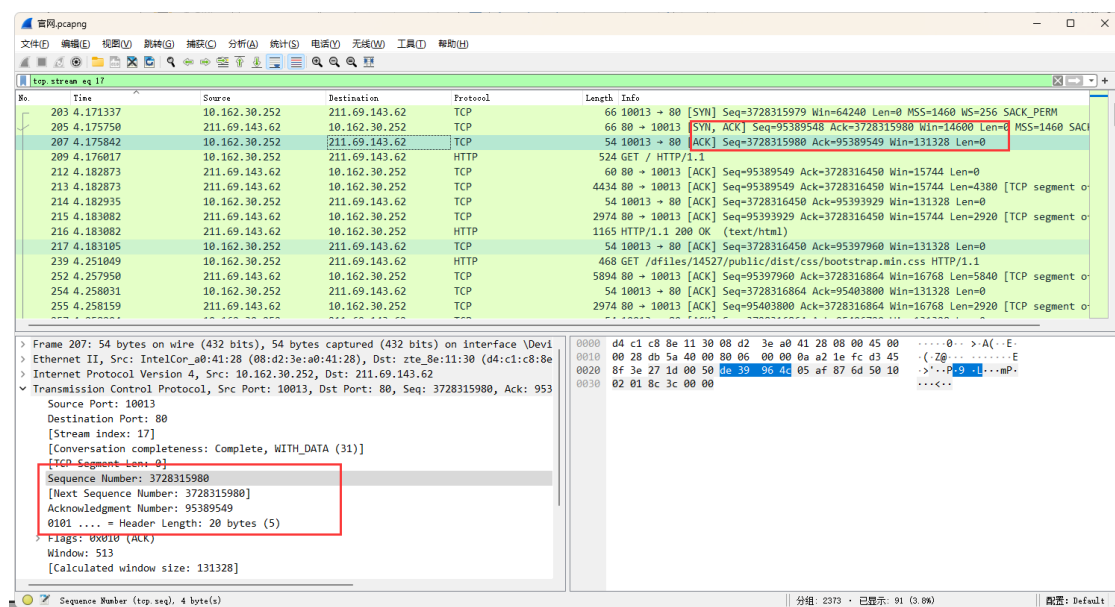 官网.pcapng
文件(F) 编辑(E) 视图(V) 跳转(G) 捕获(C) 分析(A) 统计(S) 电话(Y) 无线(W) 工具(T) 帮助(H)
tcp.stream eq 17
No. Time Source Destination Protocol Length Info
203 4.171337 10.162.30.252 211.69.143.62 TCP 66 10013 → 80 [SYN] Seq=3728315979 Win=64240 Len=0 MSS=1460 WS=256 SACK_PERM
205 4.175750 211.69.143.62 10.162.30.252 TCP 66 80 → 10013 [SYN, ACK] Seq=95389548 Ack=3728315980 Win=14600 Len=0 MSS=1460 SACK
207 4.175842 10.162.30.252 211.69.143.62 TCP 54 10013 → 80 [ACK] Seq=3728315980 Ack=95389549 Win=131328 Len=0
209 4.176017 10.162.30.252 211.69.143.62 HTTP 524 GET / HTTP/1.1
212 4.182873 211.69.143.62 10.162.30.252 TCP 60 80 → 10013 [ACK] Seq=95389549 Ack=3728316450 Win=15744 Len=0
213 4.182873 211.69.143.62 10.162.30.252 TCP 4434 80 → 10013 [ACK] Seq=95389549 Ack=3728316450 Win=15744 Len=4380 [TCP segment o
214 4.182935 10.162.30.252 211.69.143.62 TCP 54 10013 → 80 [ACK] Seq=3728316450 Ack=95393929 Win=131328 Len=0
215 4.183082 211.69.143.62 10.162.30.252 TCP 2974 80 → 10013 [ACK] Seq=95393929 Ack=3728316450 Win=15744 Len=2920 [TCP segment o
216 4.183082 211.69.143.62 10.162.30.252 HTTP 1165 HTTP/1.1 200 OK (text/html)
217 4.183105 10.162.30.252 211.69.143.62 TCP 54 10013 → 80 [ACK] Seq=3728316450 Ack=95397960 Win=131328 Len=0
239 4.251049 10.162.30.252 211.69.143.62 HTTP 468 GET /dfiles/14527/public/dist/css/bootstrap.min.css HTTP/1.1
252 4.257950 211.69.143.62 10.162.30.252 TCP 5894 80 → 10013 [ACK] Seq=95397960 Ack=3728316864 Win=16768 Len=5840 [TCP segment o
254 4.258031 10.162.30.252 211.69.143.62 TCP 54 10013 → 80 [ACK] Seq=3728316864 Ack=95403800 Win=131328 Len=0
255 4.258159 211.69.143.62 10.162.30.252 TCP 2974 80 → 10013 [ACK] Seq=95403800 Ack=3728316864 Win=16768 Len=2920 [TCP segment o
> Frame 207: 54 bytes on wire (432 bits), 54 bytes captured (432 bits) on interface \Devi
> Ethernet II, Src: IntelCor_a0:41:28 (08:d2:3e:a0:41:28), Dst: zte_8e:11:30 (d4:c1:c8:8e
> Internet Protocol Version 4, Src: 10.162.30.252, Dst: 211.69.143.62
Transmission Control Protocol, Src Port: 10013, Dst Port: 80, Seq: 3728315980, Ack: 953
Source Port: 10013
Destination Port: 80
[Stream index: 17]
[Conversation completeness: Complete, WITH_DATA (31)]
[TCP Segment Len: 0]
Sequence Number: 3728315980
[Next Sequence Number: 3728315980]
Acknowledgment Number: 95389549
0101 .... = Header Length: 20 bytes (5)
> Flags: 0x010 (ACK)
Window: 513
[Calculated window size: 131328]
0000 d4 c1 c8 8e 11 30 08 d2 3e a0 41 28 08 00 45 00 ·····0·· >·A(··E·
0010 00 28 db 5a 40 00 80 06 00 00 0a a2 1e fc d3 45 ·(·Z@··· ·······E
0020 8f 3e 27 1d 00 50 de 39 96 4c 05 af 87 6d 50 10 ·>'··P·9 ·L···mP·
0030 02 01 8c 3c 00 00 ···<··
Sequence Number (tcp.seq), 4 byte(s)
分组: 2373 · 已显示: 91 (3.8%)
配置: Default